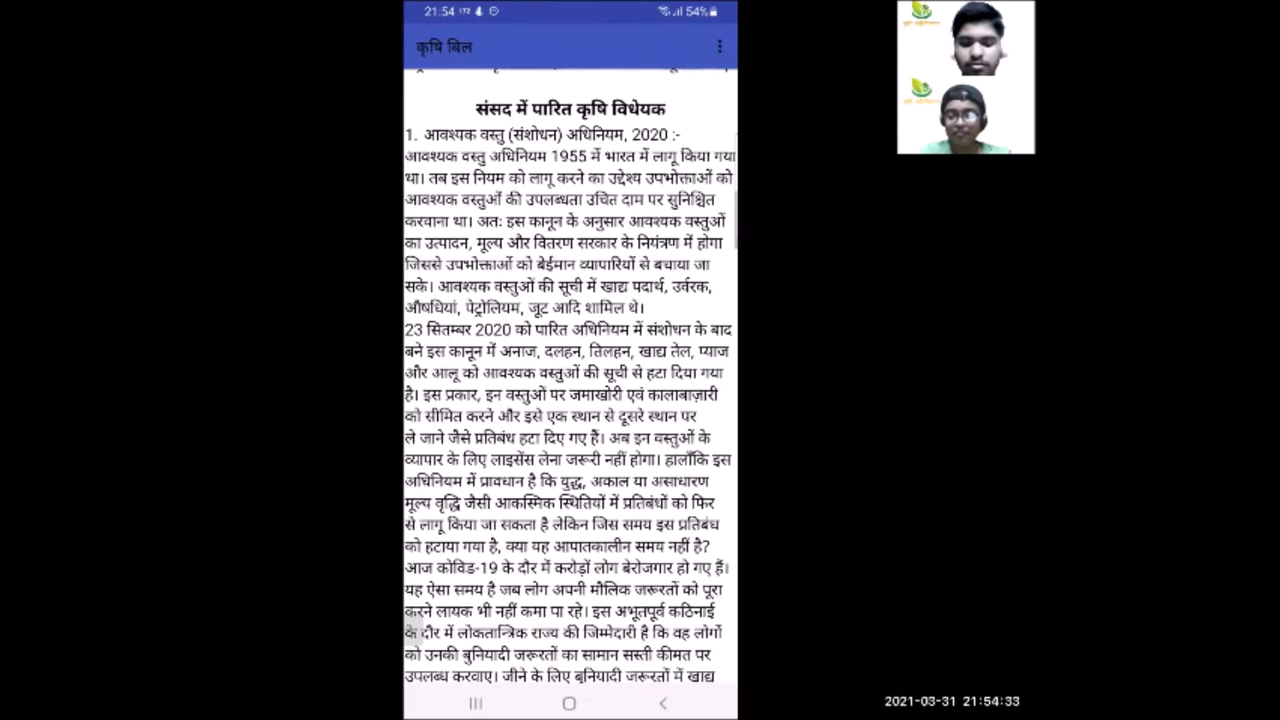 21:54
54%
कृषि बिल
संसद में पारित कृषि विधेयक
1. आवश्यक वस्तु (संशोधन) अधिनियम, 2020 :-
आवश्यक वस्तु अधिनियम 1955 में भारत में लागू किया गया
था। तब इस नियम को लागू करने का उद्देश्य उपभोक्ताओं को
आवश्यक वस्तुओं की उपलब्धता उचित दाम पर सुनिश्चित
करवाना था। अतः इस कानून के अनुसार आवश्यक वस्तुओं
का उत्पादन, मूल्य और वितरण सरकार के नियंत्रण में होगा
जिससे उपभोक्ताओं को बेईमान व्यापारियों से बचाया जा
सके। आवश्यक वस्तुओं की सूची में खाद्य पदार्थ, उर्वरक,
औषधियां, पेट्रोलियम, जूट आदि शामिल थे।
23 सितम्बर 2020 को पारित अधिनियम में संशोधन के बाद
बने इस कानून में अनाज, दलहन, तिलहन, खाद्य तेल, प्याज
और आलू को आवश्यक वस्तुओं की सूची से हटा दिया गया
है। इस प्रकार, इन वस्तुओं पर जमाखोरी एवं कालाबाज़ारी
को सीमित करने और इसे एक स्थान से दूसरे स्थान पर
ले जाने जैसे प्रतिबंध हटा दिए गए हैं। अब इन वस्तुओं के
व्यापार के लिए लाइसेंस लेना जरूरी नहीं होगा। हालाँकि इस
अधिनियम में प्रावधान है कि युद्ध, अकाल या असाधारण
मूल्य वृद्धि जैसी आकस्मिक स्थितियों में प्रतिबंधों को फिर
से लागू किया जा सकता है लेकिन जिस समय इस प्रतिबंध
को हटाया गया है, क्या यह आपातकालीन समय नहीं है?
आज कोविड-19 के दौर में करोड़ों लोग बेरोजगार हो गए हैं।
यह ऐसा समय है जब लोग अपनी मौलिक जरूरतों को पूरा
करने लायक भी नहीं कमा पा रहे। इस अभूतपूर्व कठिनाई
के दौर में लोकतान्त्रिक राज्य की जिम्मेदारी है कि वह लोगों
को उनकी बुनियादी जरूरतों का सामान सस्ती कीमत पर
उपलब्ध करवाए। जीने के लिए बुनियादी जरूरतों में खाद्य
2021-03-31 21:54:33